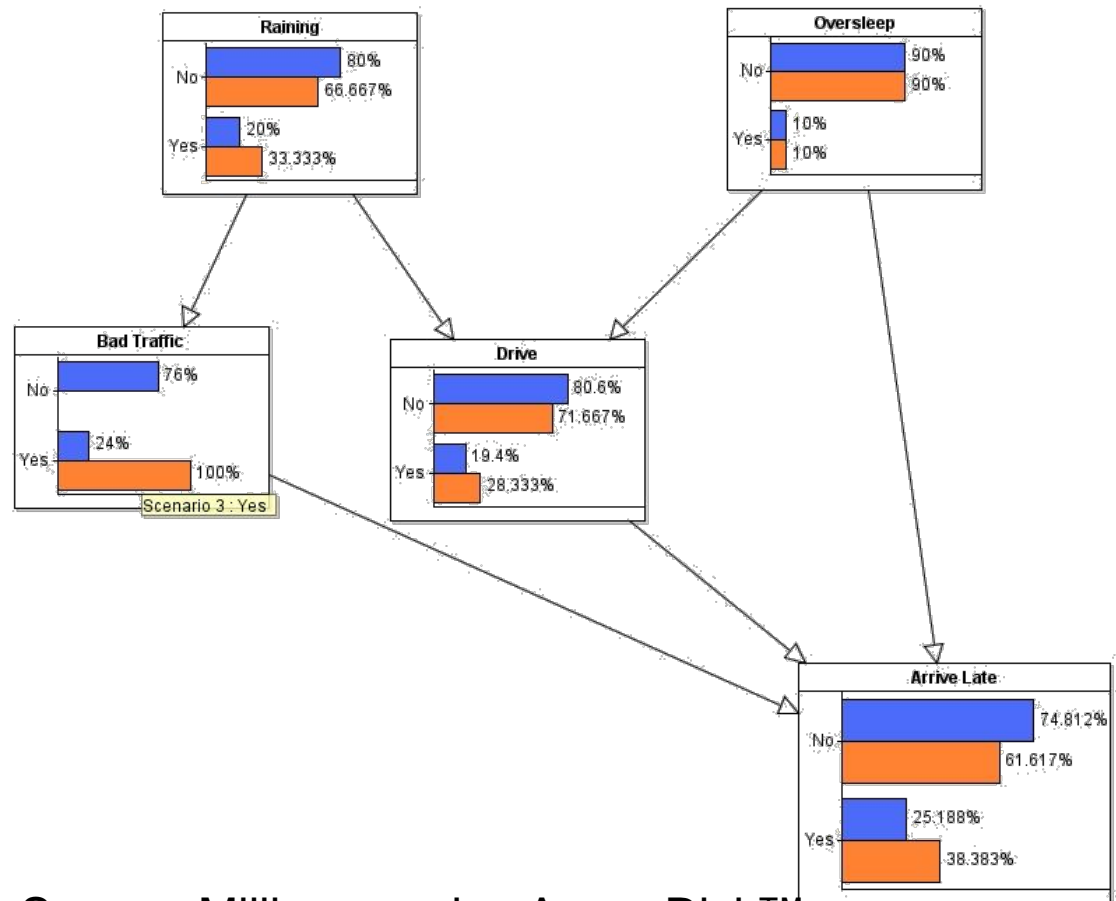 Raining
No
80%
66.667%
Yes
20%
33.333%
Oversleep
No
90%
90%
Yes
10%
10%
Bad Traffic
No
76%
Yes
24%
100%
Scenario 3 : Yes
Drive
No
80.6%
71.667%
Yes
19.4%
28.333%
Arrive Late
No
74.812%
61.617%
Yes
25.188%
38.383%